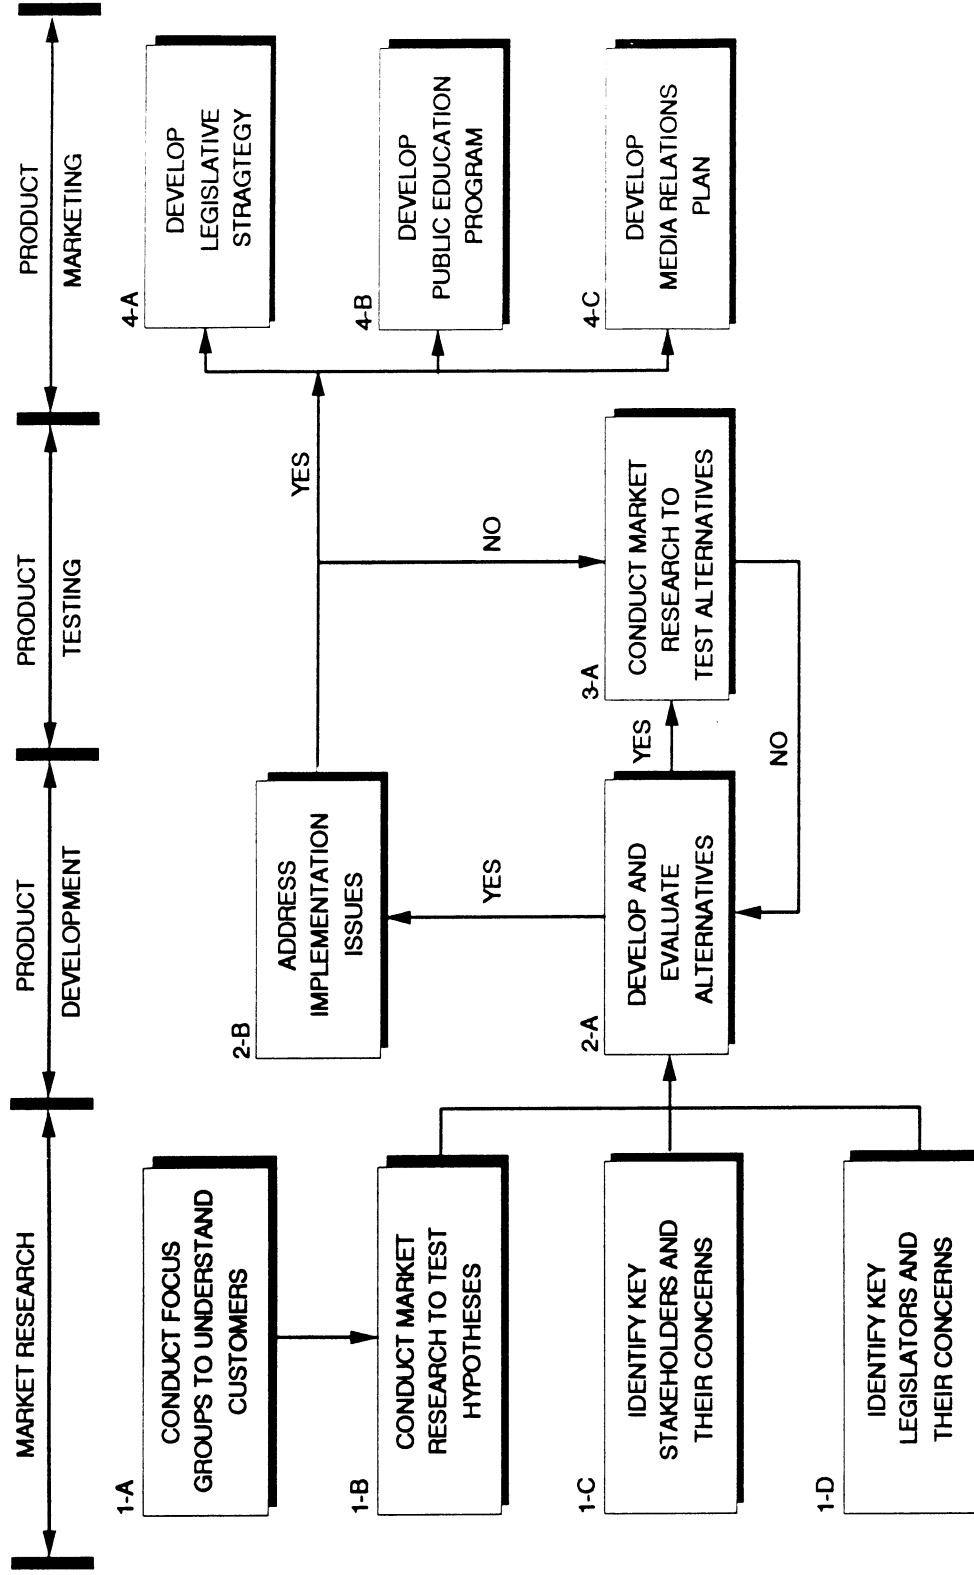 MARKET RESEARCH
PRODUCT
DEVELOPMENT
PRODUCT
TESTING
PRODUCT
MARKETING
1-A
CONDUCT FOCUS
GROUPS TO UNDERSTAND
CUSTOMERS
1-B
CONDUCT MARKET
RESEARCH TO TEST
HYPOTHESES
1-C
IDENTIFY KEY
STAKEHOLDERS AND
THEIR CONCERNS
1-D
IDENTIFY KEY
LEGISLATORS AND
THEIR CONCERNS
2-B
ADDRESS
IMPLEMENTATION
ISSUES
YES
2-A
DEVELOP AND
EVALUATE
ALTERNATIVES
YES
NO
YES
NO
3-A
CONDUCT MARKET
RESEARCH TO
TEST ALTERNATIVES
4-A
DEVELOP
LEGISLATIVE
STRAGTEGY
4-B
DEVELOP
PUBLIC EDUCATION
PROGRAM
4-C
DEVELOP
MEDIA RELATIONS
PLAN